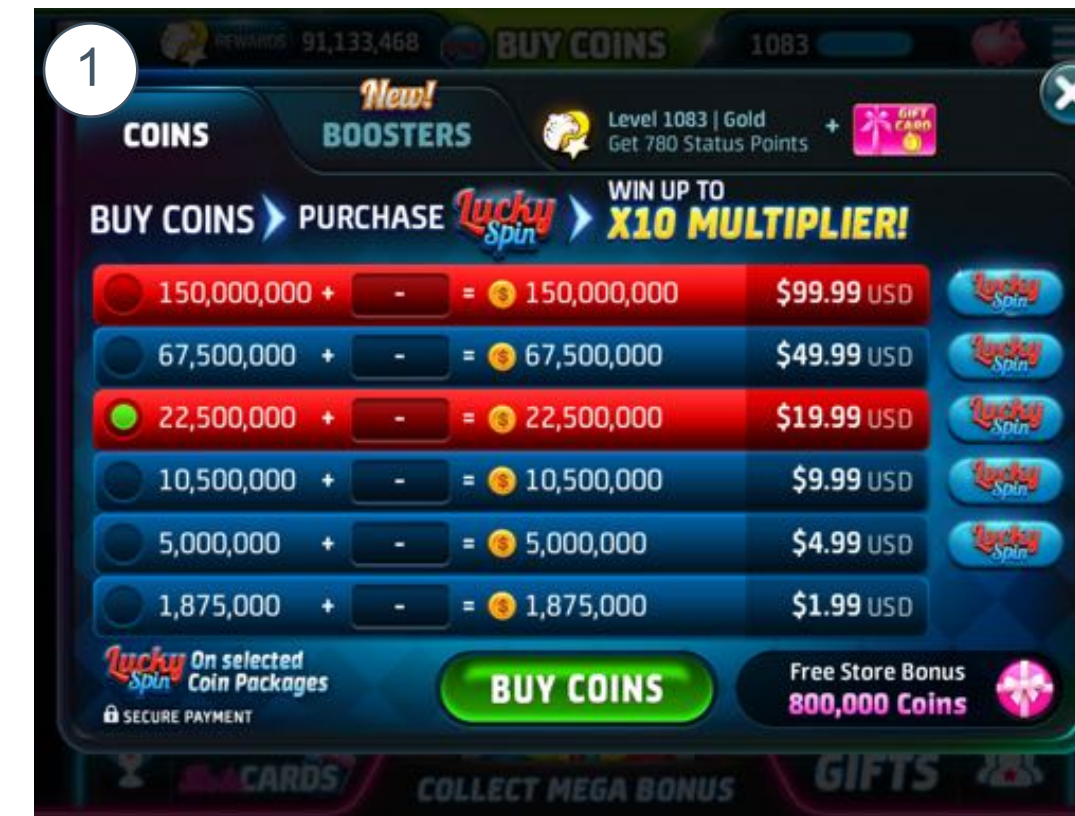 1
REWARDS 91,133,468 BUY COINS 1083
COINS
New!
BOOSTERS
Level 1083 | Gold
Get 780 Status Points
+
GIFT
CARD
BUY COINS PURCHASE Lucky Spin
WIN UP TO
X10 MULTIPLIER!
150,000,000 + - = 150,000,000 $99.99 USD Lucky Spin
67,500,000 + - = 67,500,000 $49.99 USD Lucky Spin
22,500,000 + - = 22,500,000 $19.99 USD Lucky Spin
10,500,000 + - = 10,500,000 $9.99 USD Lucky Spin
5,000,000 + - = 5,000,000 $4.99 USD Lucky Spin
1,875,000 + - = 1,875,000 $1.99 USD
Lucky Spin
On selected
Coin Packages
SECURE PAYMENT
BUY COINS
Free Store Bonus
800,000 Coins
CARDS
COLLECT MEGA BONUS
GIFTS